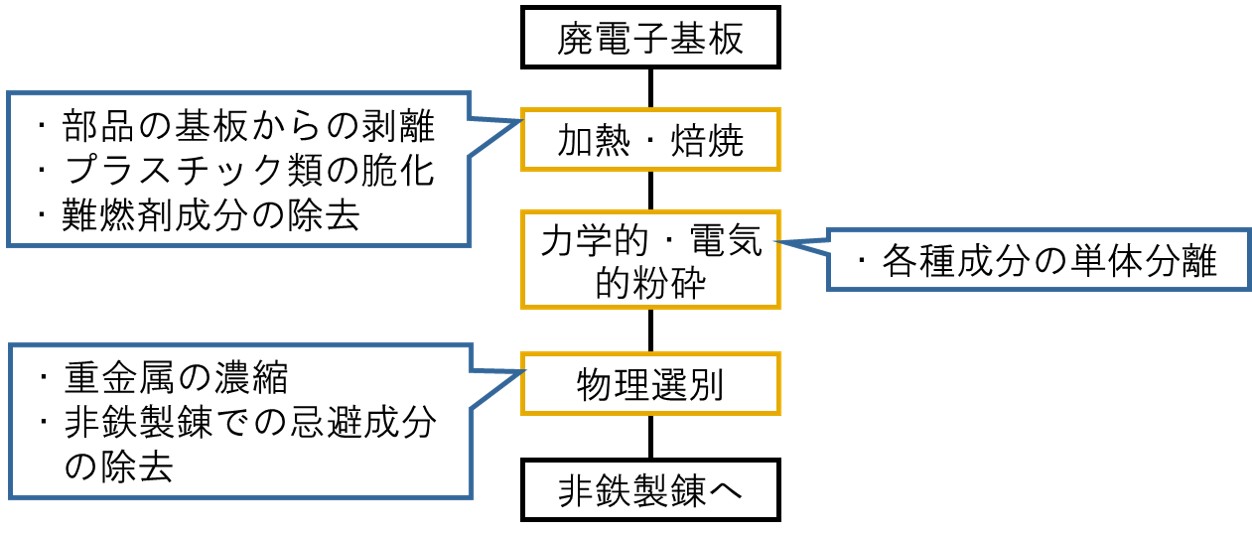 廃電子基板
・部品の基板からの剥離
・プラスチック類の脆化
・難燃剤成分の除去
加熱・焙焼
力学的・電気
的粉砕
・各種成分の単体分離
・重金属の濃縮
・非鉄製錬での忌避成分
の除去
物理選別
非鉄製錬へ